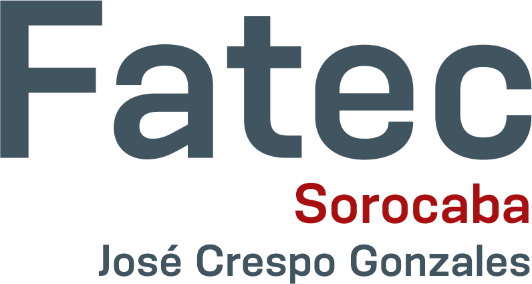 Fatec
Sorocaba
José Crespo Gonzales